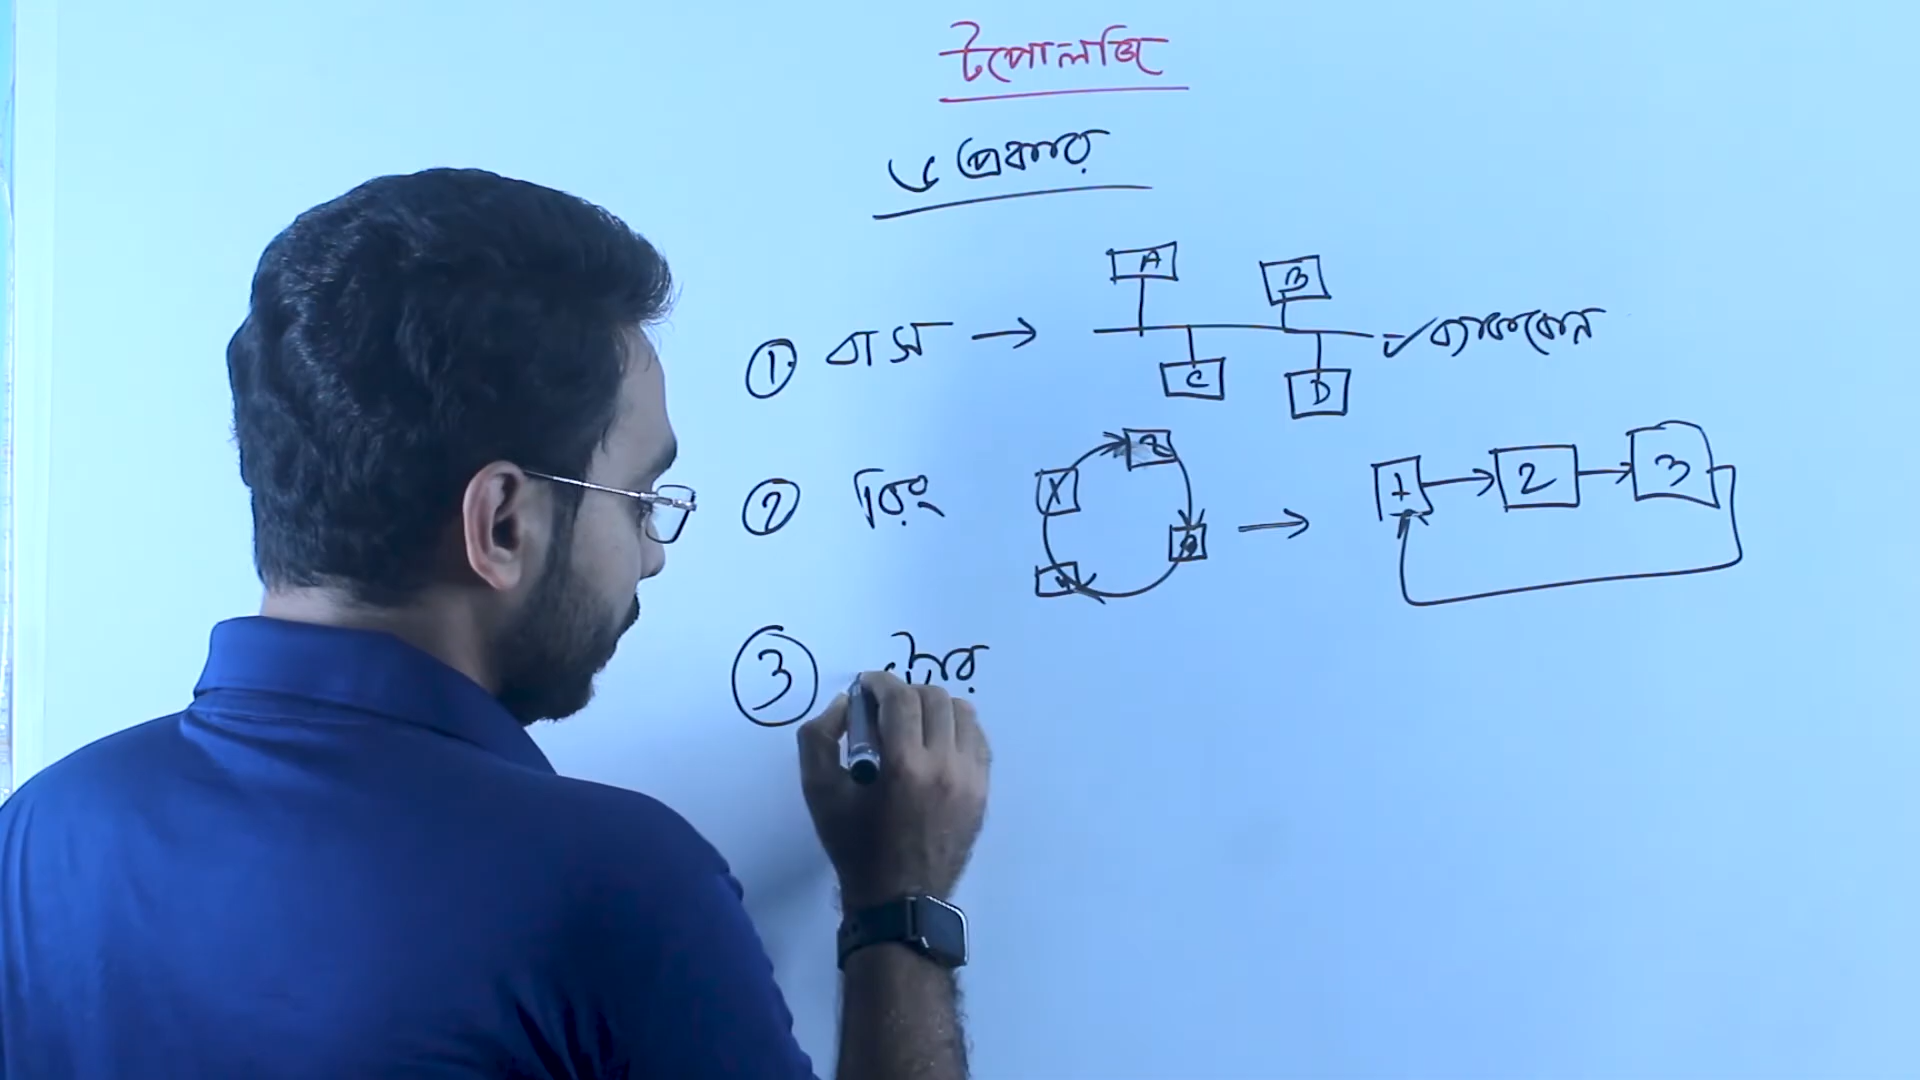 টপোলজি
৬ প্রকার
A B
① বাস → ব্যাকবোন
C D
② রিং → 1 → 2 → 3
③ স্টার